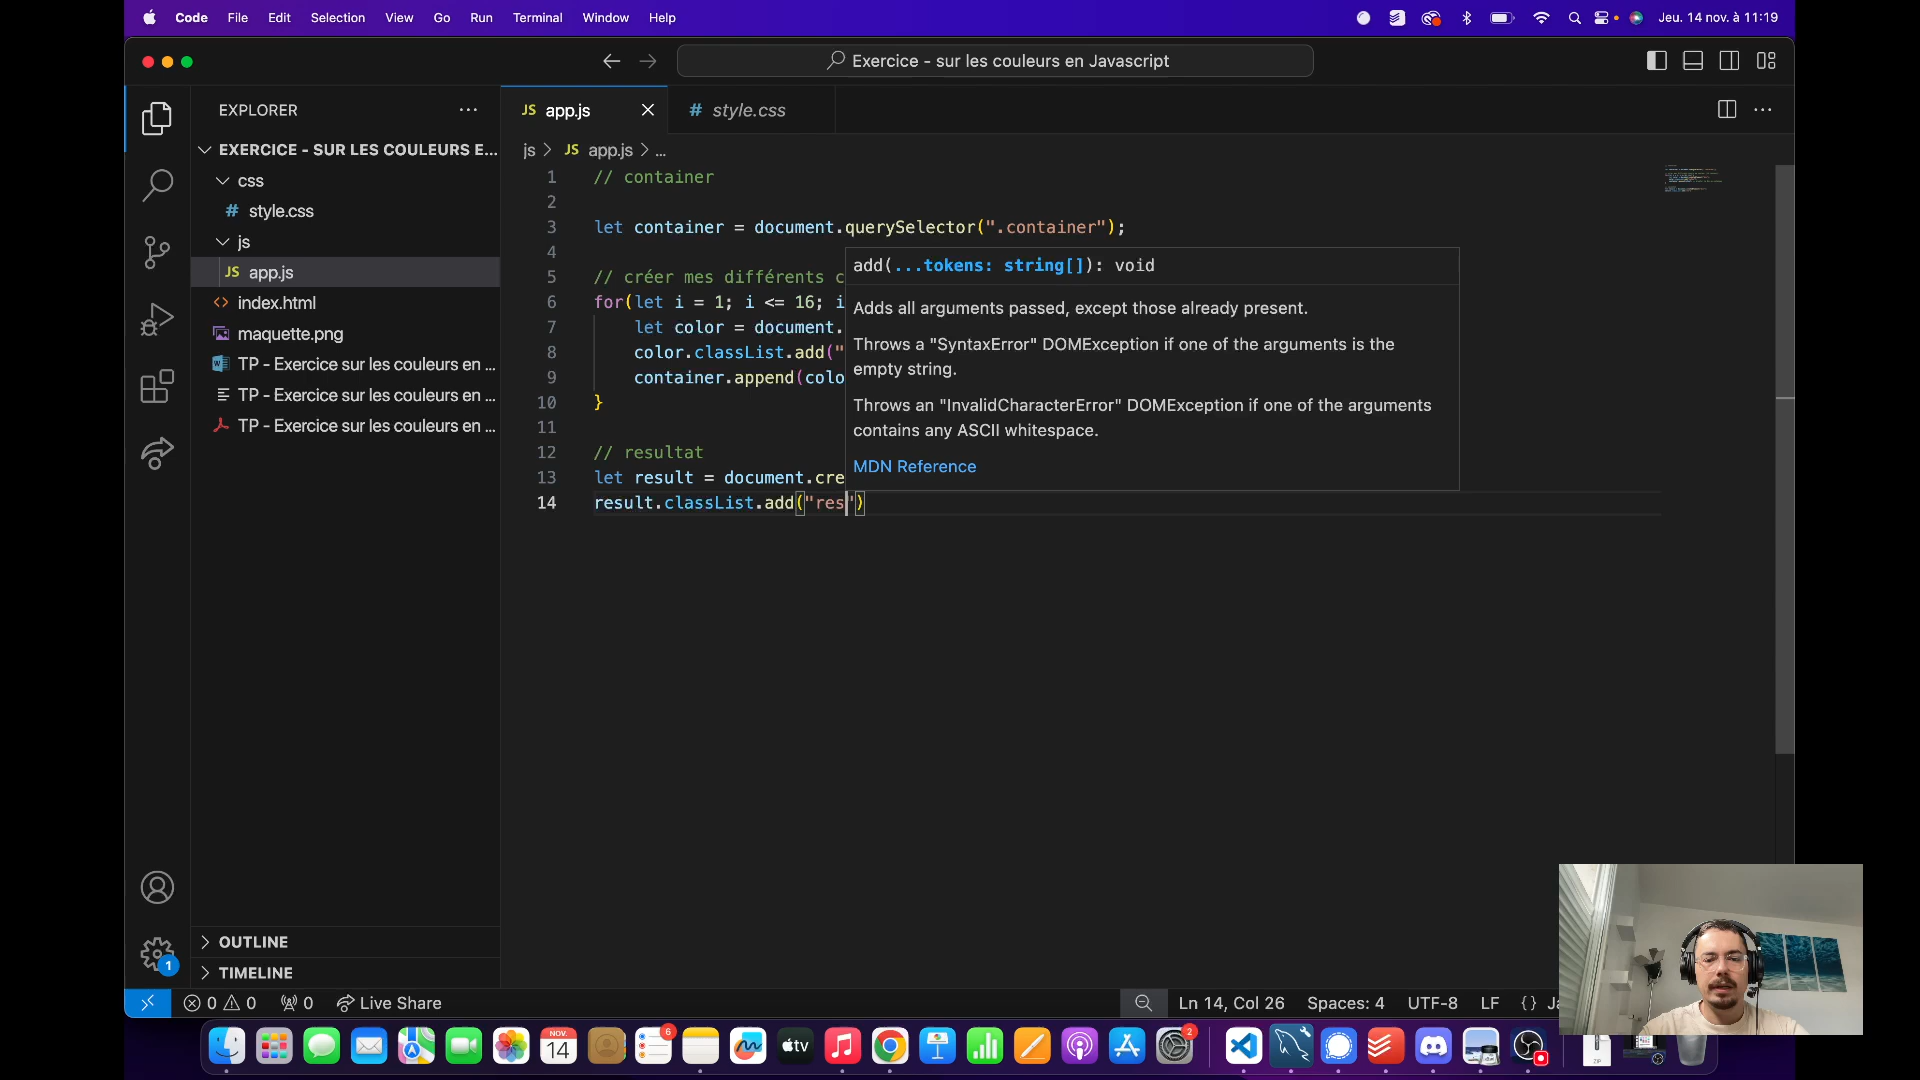 Code File Edit Selection View Go Run Terminal Window Help Jeu. 14 nov. à 11:19
Exercice - sur les couleurs en Javascript
EXPLORER
EXERCICE - SUR LES COULEURS E...
css
# style.css
js
JS app.js
<> index.html
maquette.png
TP - Exercice sur les couleurs en ...
TP - Exercice sur les couleurs en ...
TP - Exercice sur les couleurs en ...
OUTLINE
TIMELINE
JS app.js # style.css
js > JS app.js > ...
1 // container
2
3 let container = document.querySelector(".container");
4
5 // créer mes différents c
6 for(let i = 1; i <= 16; i
7 let color = document.
8 color.classList.add("
9 container.append(colo
10 }
11
12 // resultat
13 let result = document.cre
14 result.classList.add("res")
add(...tokens: string[]): void
Adds all arguments passed, except those already present.
Throws a "SyntaxError" DOMException if one of the arguments is the
empty string.
Throws an "InvalidCharacterError" DOMException if one of the arguments
contains any ASCII whitespace.
MDN Reference
1
0 0 0 Live Share Ln 14, Col 26 Spaces: 4 UTF-8 LF {} Ja
NOV.
14
6
tv
2
ZIP